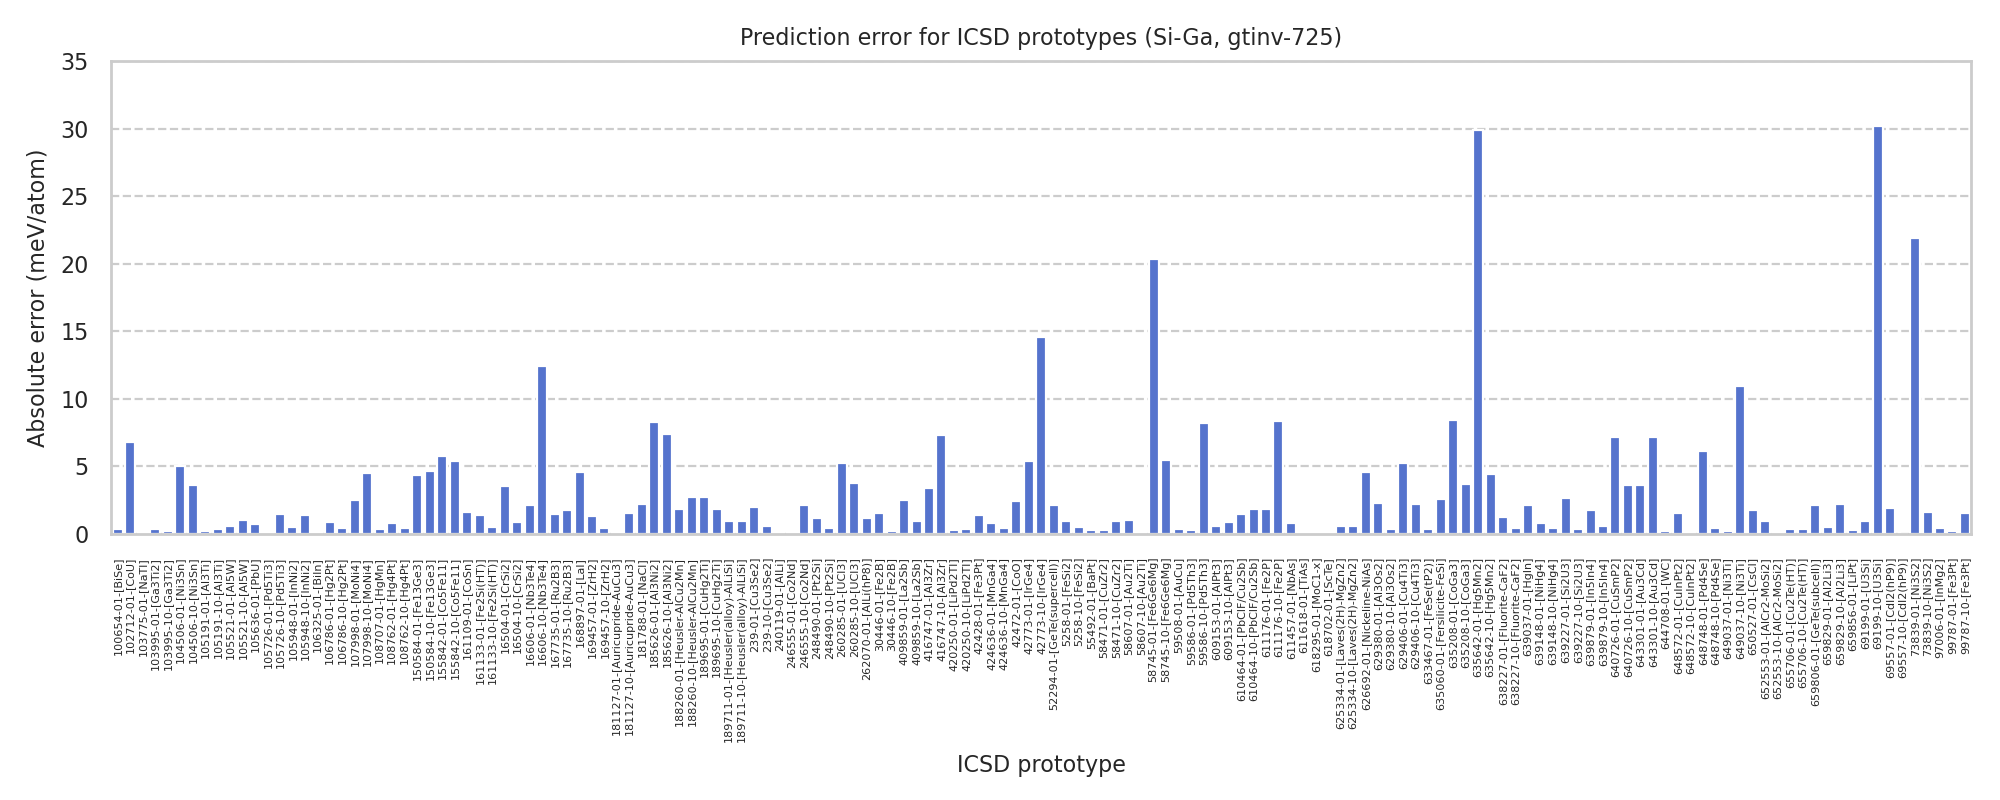 Prediction error for ICSD prototypes (Si-Ga, gtinv-725)
35
30
25
20
15
10
5
0
Absolute error (meV/atom)
100654-01-[BiSe]
102712-01-[CoU]
103775-01-[NaTl]
103995-01-[Ga3Ti2]
103995-10-[Ga3Ti2]
104506-01-[Ni3Sn]
104506-10-[Ni3Sn]
105191-01-[Al3Ti]
105191-10-[Al3Ti]
105521-01-[Al5W]
105521-10-[Al5W]
105636-01-[PbU]
105726-01-[Pd5Ti3]
105726-10-[Pd5Ti3]
105948-01-[InNi2]
105948-10-[InNi2]
106325-01-[BiIn]
106786-01-[Hg2Pt]
106786-10-[Hg2Pt]
107998-01-[MoNi4]
107998-10-[MoNi4]
108707-01-[HgMn]
108762-01-[Hg4Pt]
108762-10-[Hg4Pt]
150584-01-[Fe13Ge3]
150584-10-[Fe13Ge3]
155842-01-[Co5Fe11]
155842-10-[Co5Fe11]
161109-01-[CoSn]
161133-01-[Fe2Si(HT)]
161133-10-[Fe2Si(HT)]
16504-01-[CrSi2]
16504-10-[CrSi2]
16606-01-[Nb3Te4]
16606-10-[Nb3Te4]
167735-01-[Ru2B3]
167735-10-[Ru2B3]
168897-01-[LaI]
169457-01-[ZrH2]
169457-10-[ZrH2]
181127-01-[Auricupride-AuCu3]
181127-10-[Auricupride-AuCu3]
181788-01-[NaCl]
185626-01-[Al3Ni2]
185626-10-[Al3Ni2]
188260-01-[Heusler-AlCu2Mn]
188260-10-[Heusler-AlCu2Mn]
189695-01-[CuHg2Ti]
189695-10-[CuHg2Ti]
189711-01-[Heusler(alloy)-AlLiSi]
189711-10-[Heusler(alloy)-AlLiSi]
239-01-[Cu3Se2]
239-10-[Cu3Se2]
240119-01-[AlLi]
246555-01-[Co2Nd]
246555-10-[Co2Nd]
248490-01-[Pt2Si]
248490-10-[Pt2Si]
260285-01-[UCl3]
260285-10-[UCl3]
262070-01-[AlLi(hP8)]
30446-01-[Fe2B]
30446-10-[Fe2B]
409859-01-[La2Sb]
409859-10-[La2Sb]
416747-01-[Al3Zr]
416747-10-[Al3Zr]
420250-01-[LiPd2Tl]
420250-10-[LiPd2Tl]
42428-01-[Fe3Pt]
424636-01-[MnGa4]
424636-10-[MnGa4]
42472-01-[CoO]
42773-01-[IrGe4]
42773-10-[IrGe4]
52294-01-[GeTe(supercell)]
5258-01-[FeSi2]
5258-10-[FeSi2]
55492-01-[BaPt]
58471-01-[CuZr2]
58471-10-[CuZr2]
58607-01-[Au2Ti]
58607-10-[Au2Ti]
58745-01-[Fe6Ge6Mg]
58745-10-[Fe6Ge6Mg]
59508-01-[AuCu]
59586-01-[Pd5Th3]
59586-10-[Pd5Th3]
609153-01-[AlPt3]
609153-10-[AlPt3]
610464-01-[PbClF/Cu2Sb]
610464-10-[PbClF/Cu2Sb]
611176-01-[Fe2P]
611176-10-[Fe2P]
611457-01-[NbAs]
611618-01-[TiAs]
618295-01-[MoC1-x]
618702-01-[ScTe]
625334-01-[Laves(2H)-MgZn2]
625334-10-[Laves(2H)-MgZn2]
626692-01-[Nickeline-NiAs]
629380-01-[Al3Os2]
629380-10-[Al3Os2]
629406-01-[Cu4Ti3]
629406-10-[Cu4Ti3]
633467-01-[FeSe(tP2)]
635060-01-[Fersilicite-FeSi]
635208-01-[CoGa3]
635208-10-[CoGa3]
635642-01-[Hg5Mn2]
635642-10-[Hg5Mn2]
638227-01-[Fluorite-CaF2]
638227-10-[Fluorite-CaF2]
639037-01-[HgIn]
639148-01-[NiHg4]
639148-10-[NiHg4]
639227-01-[Si2U3]
639227-10-[Si2U3]
639879-01-[In5In4]
639879-10-[In5In4]
640726-01-[CuSmP2]
640726-10-[CuSmP2]
643301-01-[Au3Cd]
643301-10-[Au3Cd]
644708-01-[WC]
648572-01-[CuInPt2]
648572-10-[CuInPt2]
648748-01-[Pd4Se]
648748-10-[Pd4Se]
649037-01-[Ni3Ti]
649037-10-[Ni3Ti]
650527-01-[CsCl]
652553-01-[AlCr2-MoSi2]
652553-10-[AlCr2-MoSi2]
655706-01-[Cu2Te(HT)]
655706-10-[Cu2Te(HT)]
659806-01-[GeTe(subcell)]
659829-01-[Al2Li3]
659829-10-[Al2Li3]
659856-01-[LiPt]
69199-01-[U3Si]
69199-10-[U3Si]
69557-01-[CdI2(hP9)]
69557-10-[CdI2(hP9)]
73839-01-[Ni3S2]
73839-10-[Ni3S2]
97006-01-[InMg2]
99787-01-[Fe3Pt]
99787-10-[Fe3Pt]
ICSD prototype